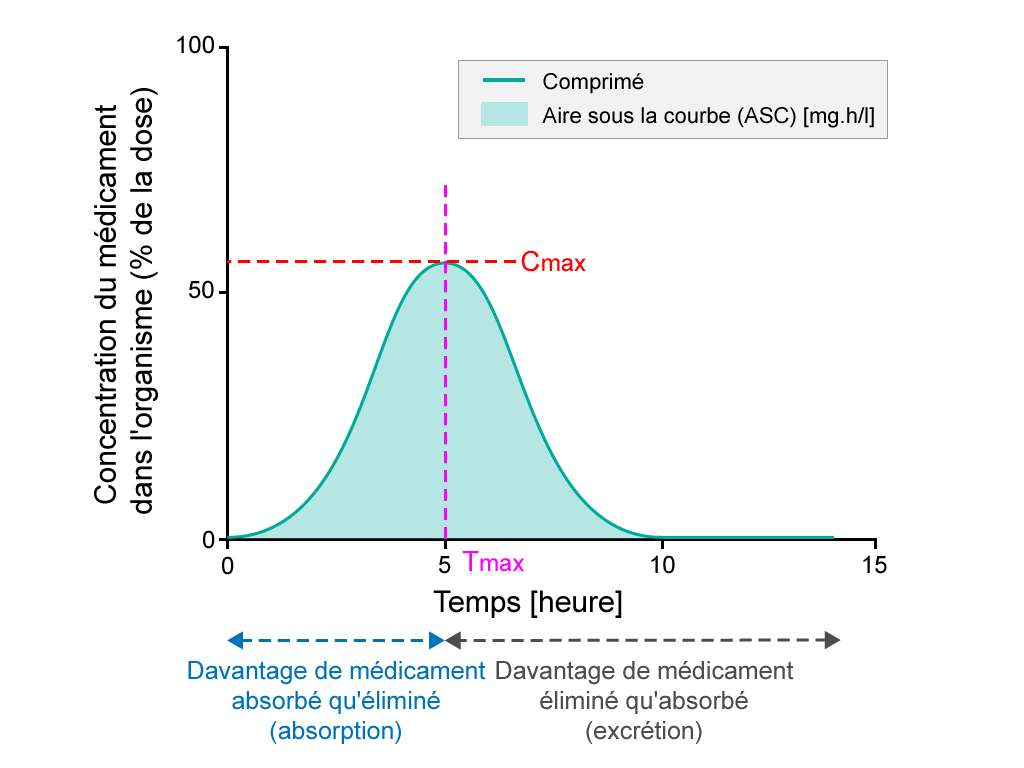 100
50
0
Concentration du médicament
dans l'organisme (% de la dose)
Comprimé
Aire sous la courbe (ASC) [mg.h/l]
Cmax
0
5
Tmax
10
15
Temps [heure]
Davantage de médicament
absorbé qu'éliminé
(absorption)
Davantage de médicament
éliminé qu'absorbé
(excrétion)